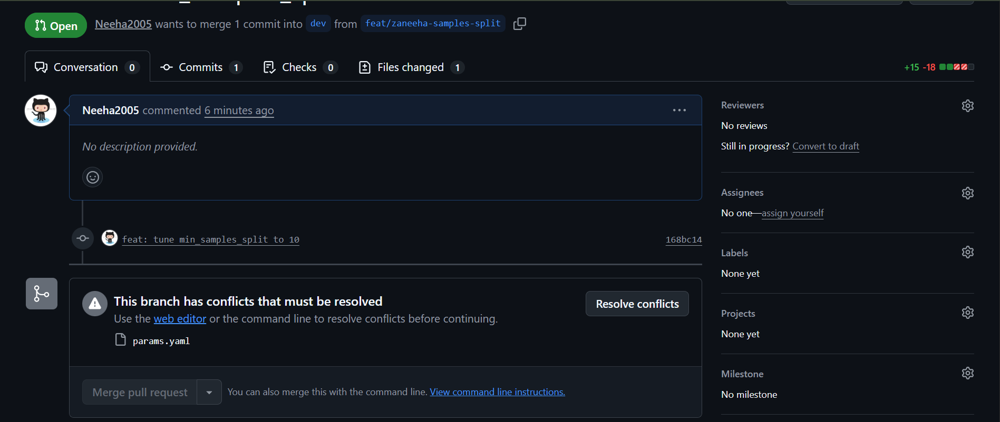 Open
Neeha2005 wants to merge 1 commit into dev from feat/zaneeha-samples-split
Conversation 0
Commits 1
Checks 0
Files changed 1
+15 -18
Neeha2005 commented 6 minutes ago
No description provided.
feat: tune min_samples_split to 10
168bc14
This branch has conflicts that must be resolved
Use the web editor or the command line to resolve conflicts before continuing.
params.yaml
Resolve conflicts
Merge pull request
You can also merge this with the command line. View command line instructions.
Reviewers
No reviews
Still in progress? Convert to draft
Assignees
No one—assign yourself
Labels
None yet
Projects
None yet
Milestone
No milestone